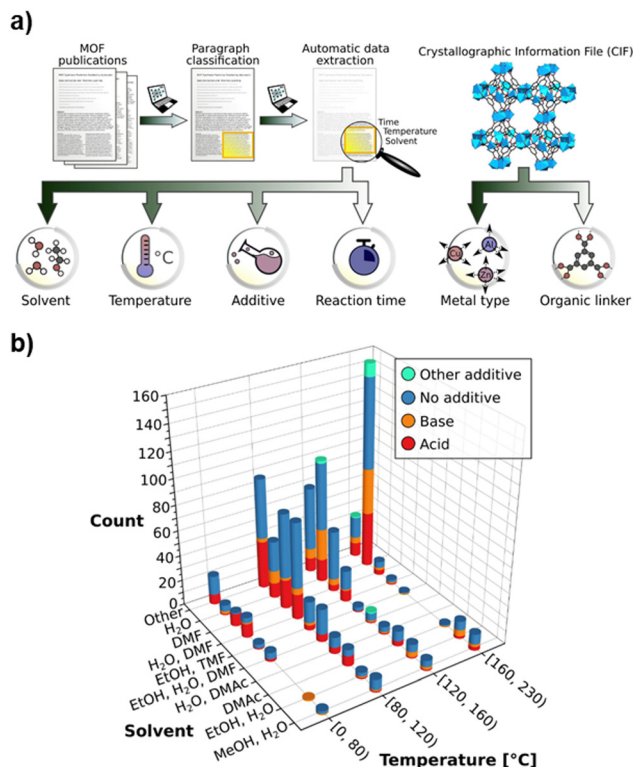 a)
MOF
publications
Paragraph
classification
Automatic data
extraction
Crystallographic Information File (CIF)
Time
Temperature
Solvent
°C
Cu
Al
Zn
Solvent
Temperature
Additive
Reaction time
Metal type
Organic linker
b)
Other additive
No additive
Base
Acid
160
140
120
100
80
60
40
20
0
Count
Other
H₂O
DMF
H₂O, DMF
EtOH, TMF
EtOH, H₂O, DMF
H₂O, DMAC
DMAC
EtOH, H₂O
MeOH, H₂O
Solvent
[0, 80)
[80, 120)
[120, 160)
[160, 230)
Temperature [°C]